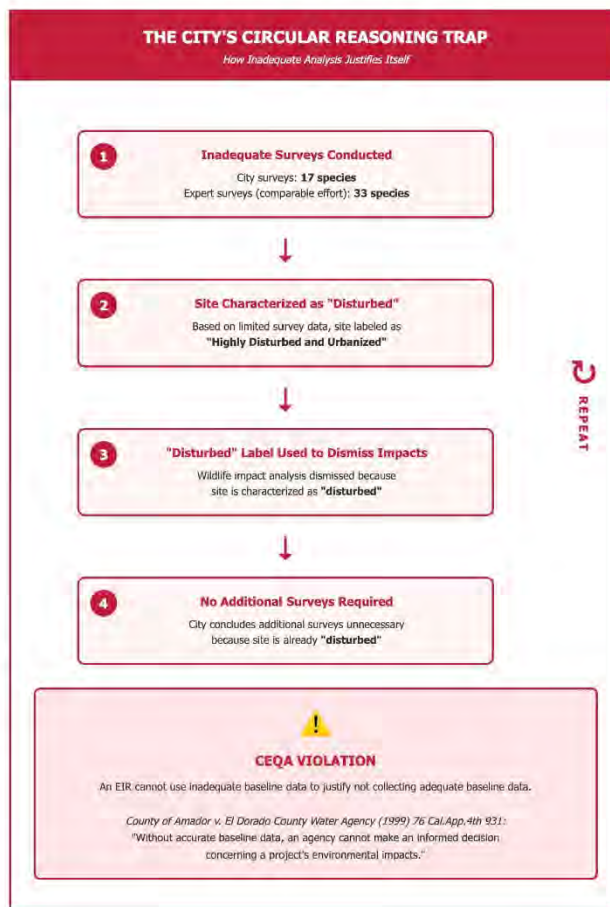 THE CITY'S CIRCULAR REASONING TRAP
How Inadequate Analysis Justifies Itself
1
Inadequate Surveys Conducted
City surveys: 17 species
Expert surveys (comparable effort): 33 species
2
Site Characterized as "Disturbed"
Based on limited survey data, site labeled as
"Highly Disturbed and Urbanized"
3
"Disturbed" Label Used to Dismiss Impacts
Wildlife impact analysis dismissed because
site is characterized as "disturbed"
4
No Additional Surveys Required
City concludes additional surveys unnecessary
because site is already "disturbed"
REPEAT
CEQA VIOLATION
An EIR cannot use inadequate baseline data to justify not collecting adequate baseline data.
County of Amador v. El Dorado County Water Agency (1999) 76 Cal.App.4th 931:
"Without accurate baseline data, an agency cannot make an informed decision
concerning a project's environmental impacts."